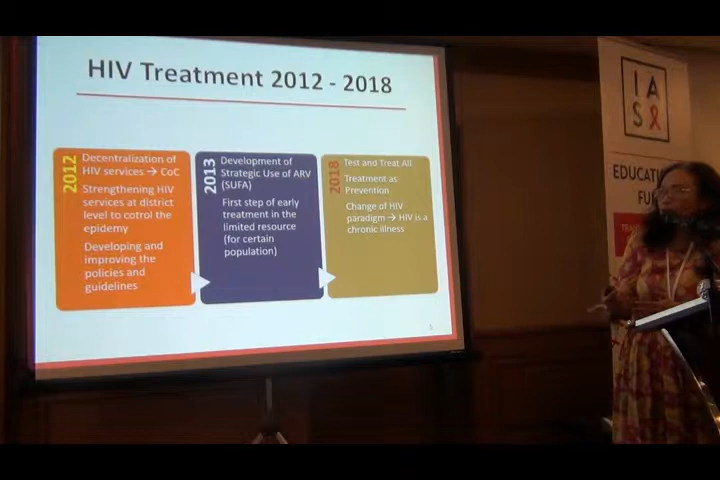 HIV Treatment 2012 - 2018
2012
Decentralization of
HIV services → CoC
Strengthening HIV
services at district
level to cotrol the
epidemy
Developing and
improving the
policies and
guidelines
2013
Development of
Strategic Use of ARV
(SUFA)
First step of early
treatment in the
limited resource
(for certain
population)
2018
Test and Treat All
Treatment as
Prevention
Change of HIV
paradigm → HIV is a
chronic illness
I A
S
EDUCATIO
FU